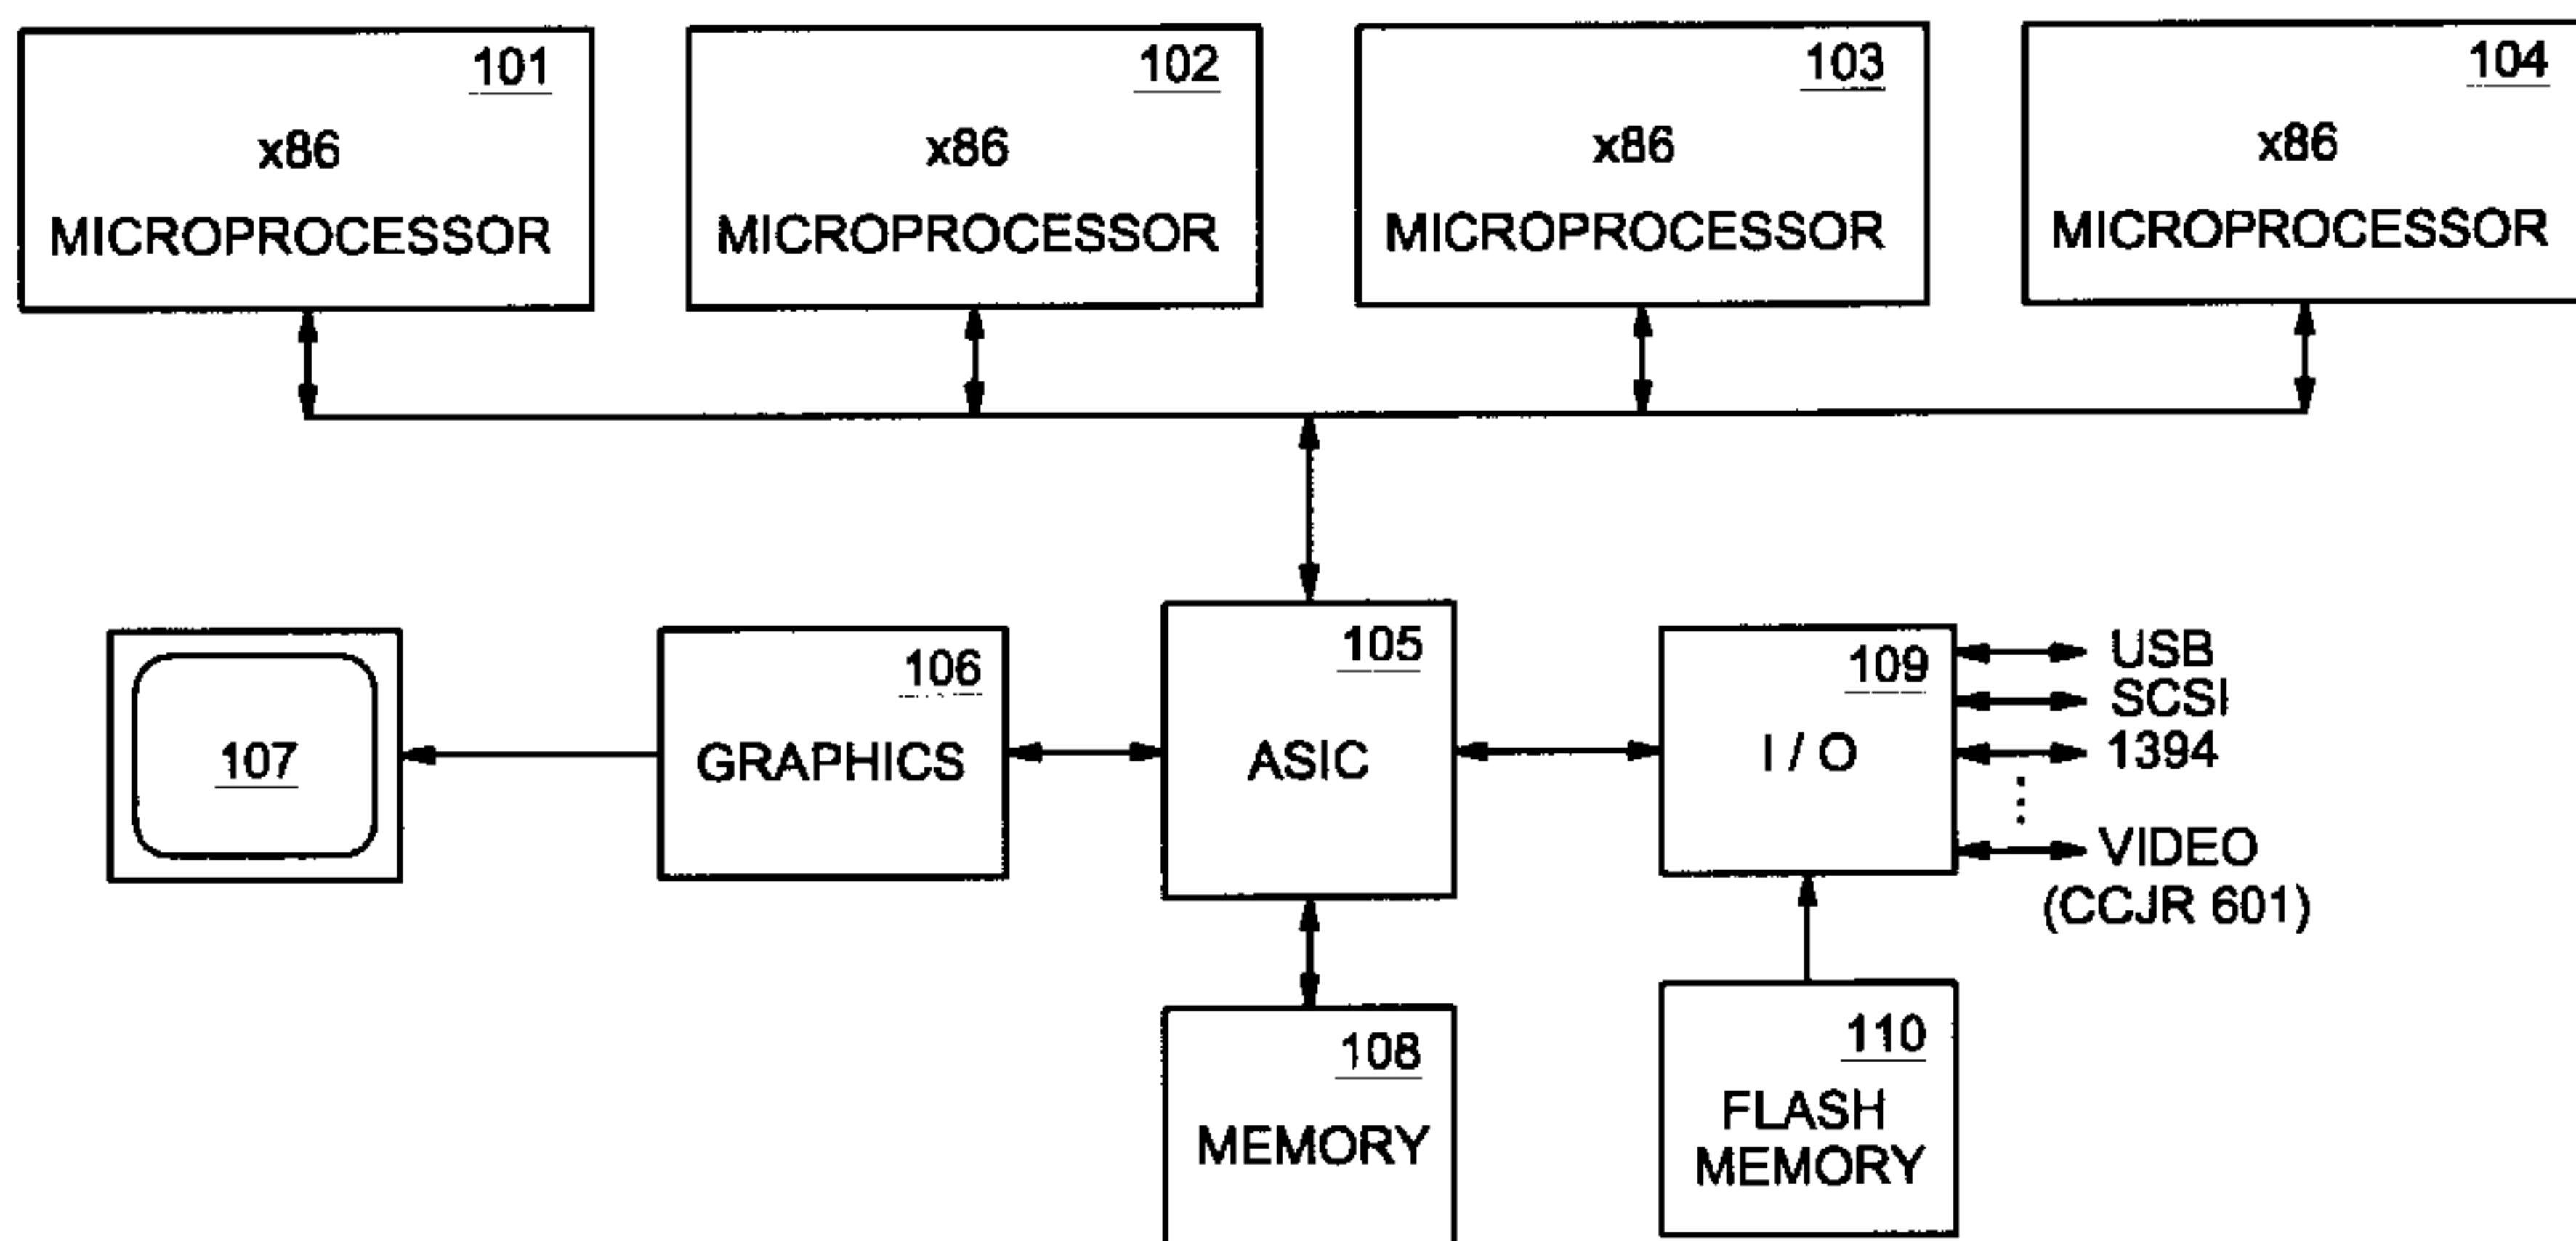 101
x86
MICROPROCESSOR
102
x86
MICROPROCESSOR
103
x86
MICROPROCESSOR
104
x86
MICROPROCESSOR
107
106
GRAPHICS
105
ASIC
109
I / O
USB
SCSI
1394
VIDEO
(CCJR 601)
108
MEMORY
110
FLASH
MEMORY